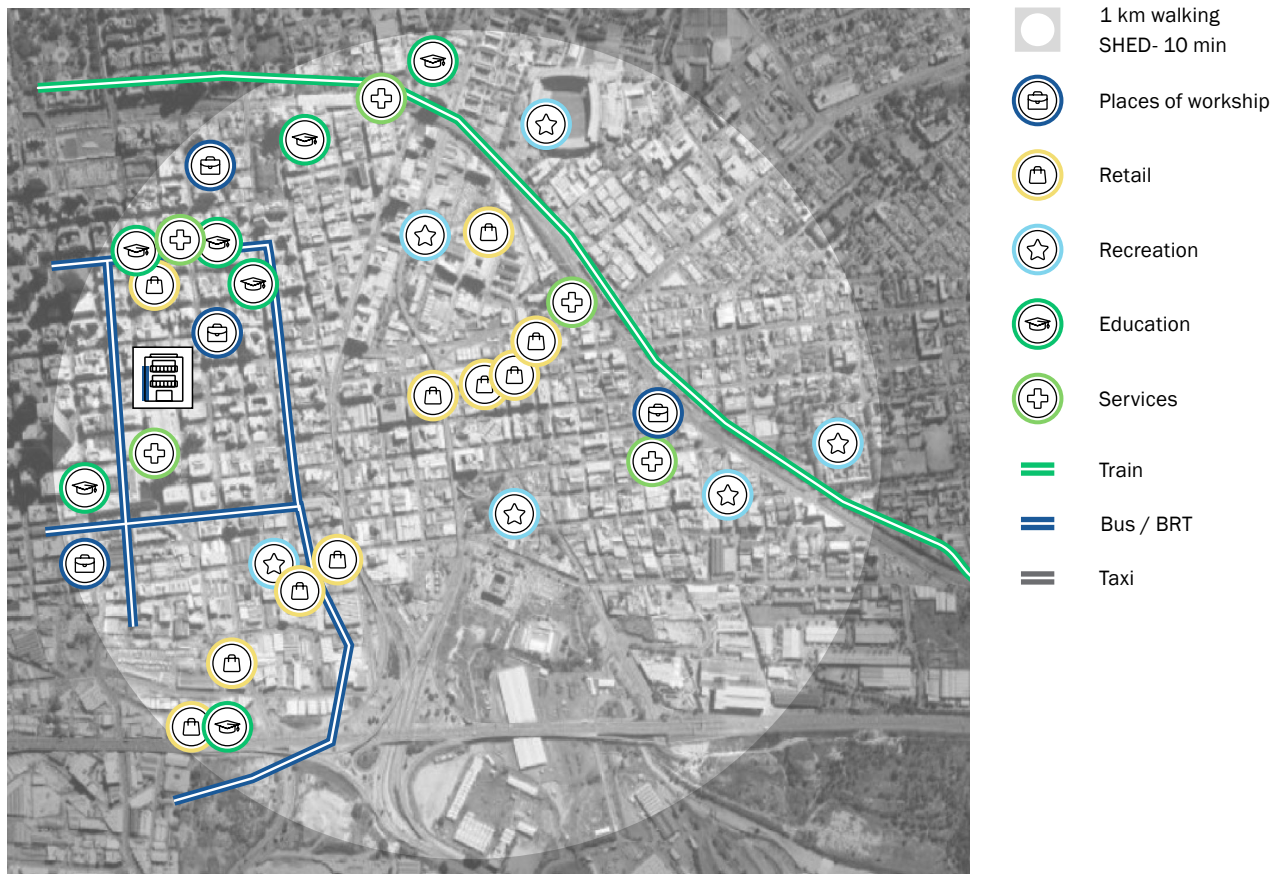 1 km walking
SHED- 10 min
Places of workship
Retail
Recreation
Education
Services
Train
Bus / BRT
Taxi